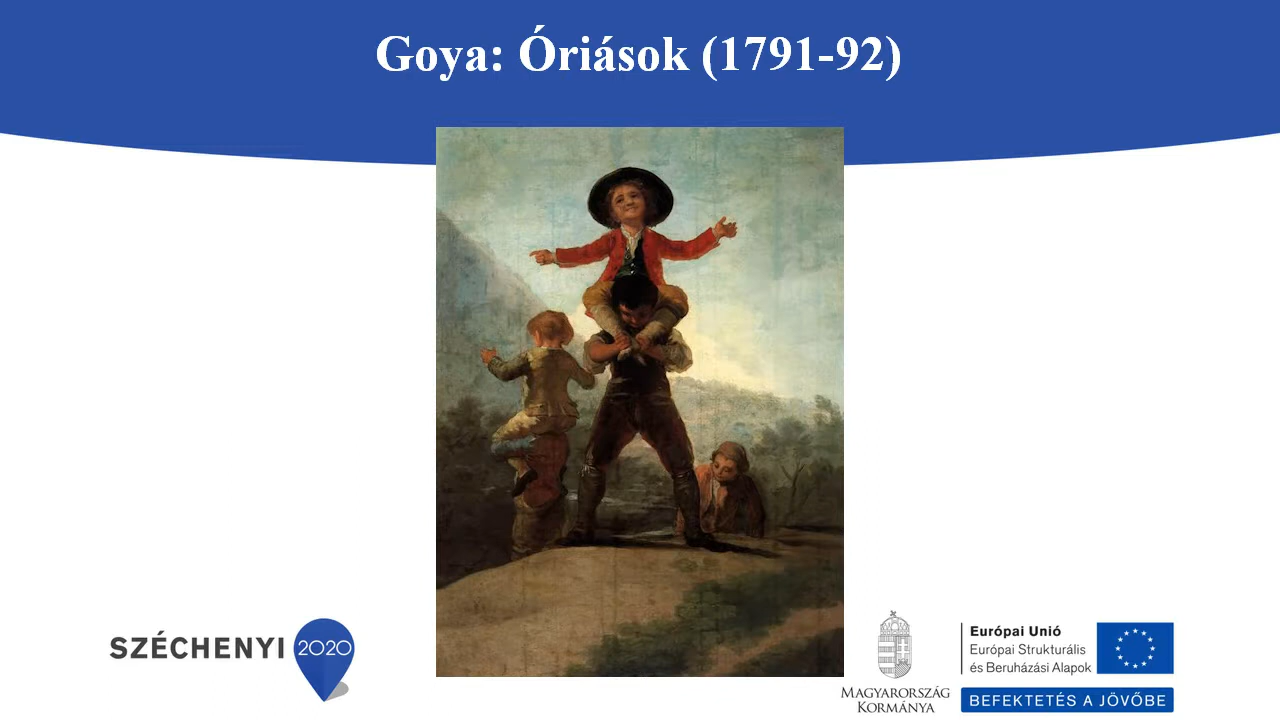 Goya: Óriások (1791-92)
SZÉCHENYI 2020
MAGYARORSZÁG
KORMÁNYA
Európai Unió
Európai Strukturális
és Beruházási Alapok
BEFEKTETÉS A JÖVŐBE